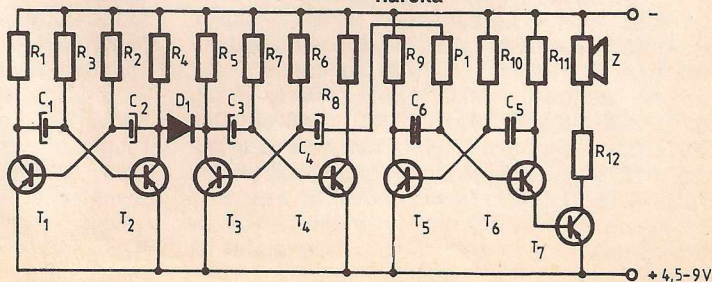 naroka
−
R₁ R₃ R₂ R₄ R₅ R₇ R₆ R₉ P₁ R₁₀ R₁₁ Z
R₈
C₁ C₂ D₁ C₃ C₄ C₆ C₅
R₁₂
T₁ T₂ T₃ T₄ T₅ T₆ T₇
+ 4,5-9V